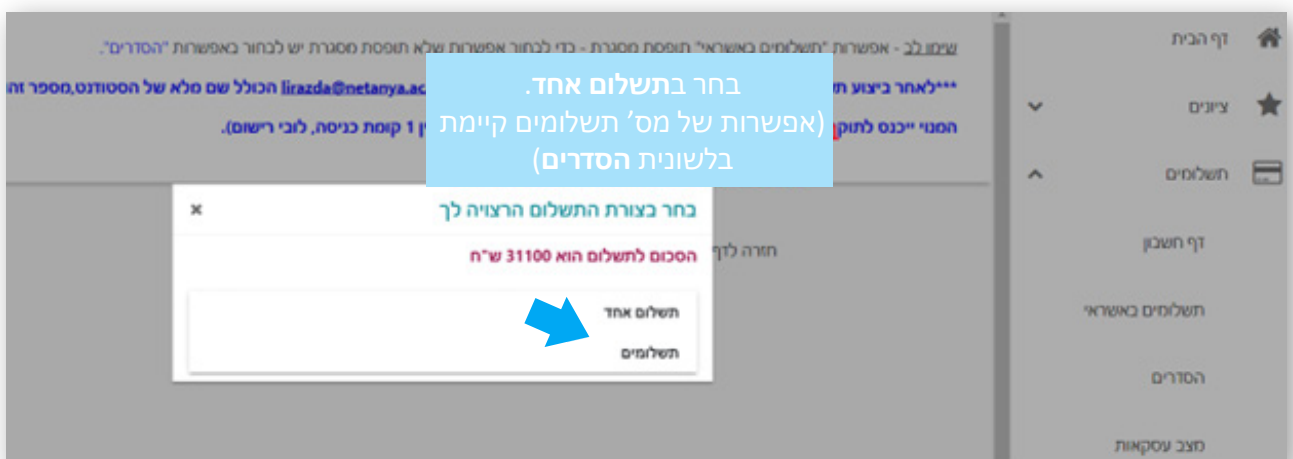 דף הבית
ציונים
תשלומים
דף חשבון
תשלומים באשראי
הסדרים
מצב עסקאות
שימו לב - אפשרות "תשלומים באשראי" תופסת מסגרת - כדי לבחור אפשרות שלא תופסת מסגרת יש לבחור באפשרות "הסדרים".
***לאחר ביצוע lirazda@netanya.ac הכולל שם מלא של הסטודנט,מספר
המנוי ייכנס 1 קומת כניסה, לובי רישום).
בחר בתשלום אחד.
(אפשרות של מס' תשלומים קיימת
בלשונית הסדרים)
בחר בצורת התשלום הרצויה לך ×
חזרה לדף
הסכום לתשלום הוא 31100 ש"ח
תשלום אחד
תשלומים